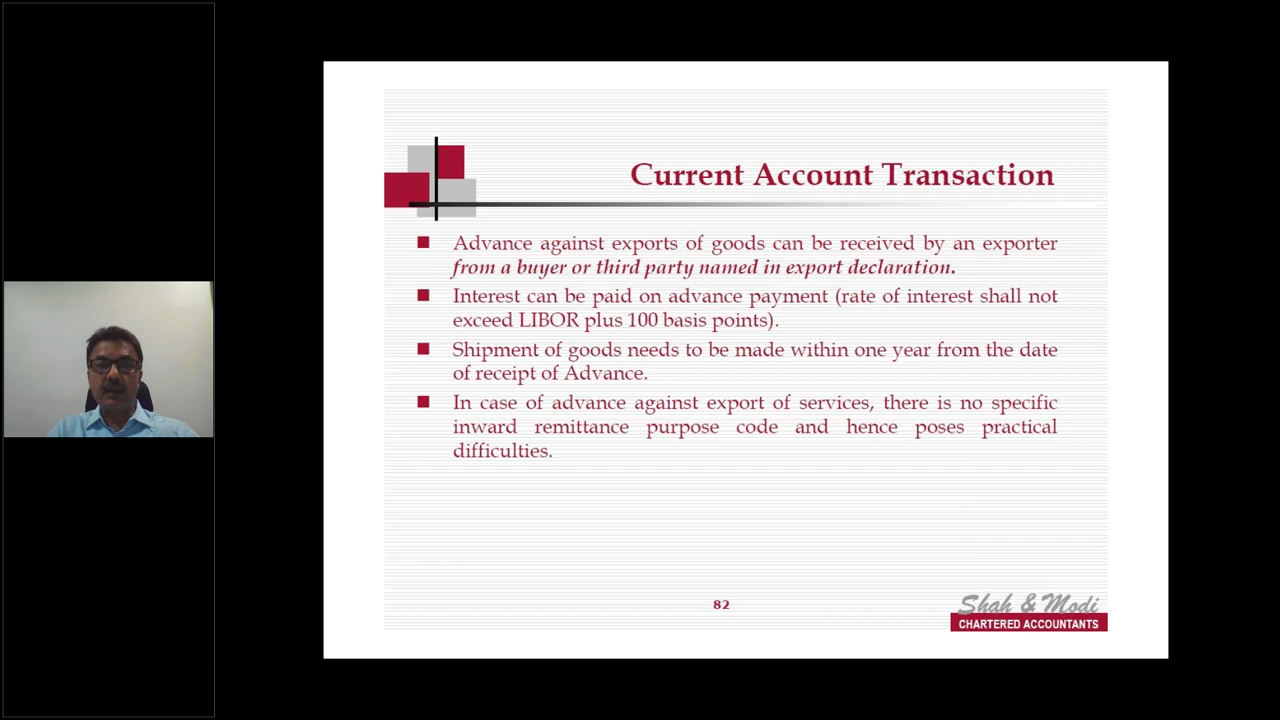 Current Account Transaction
Advance against exports of goods can be received by an exporter
from a buyer or third party named in export declaration.
Interest can be paid on advance payment (rate of interest shall not
exceed LIBOR plus 100 basis points).
Shipment of goods needs to be made within one year from the date
of receipt of Advance.
In case of advance against export of services, there is no specific
inward remittance purpose code and hence poses practical
difficulties.
82
Shah & Modi
CHARTERED ACCOUNTANTS